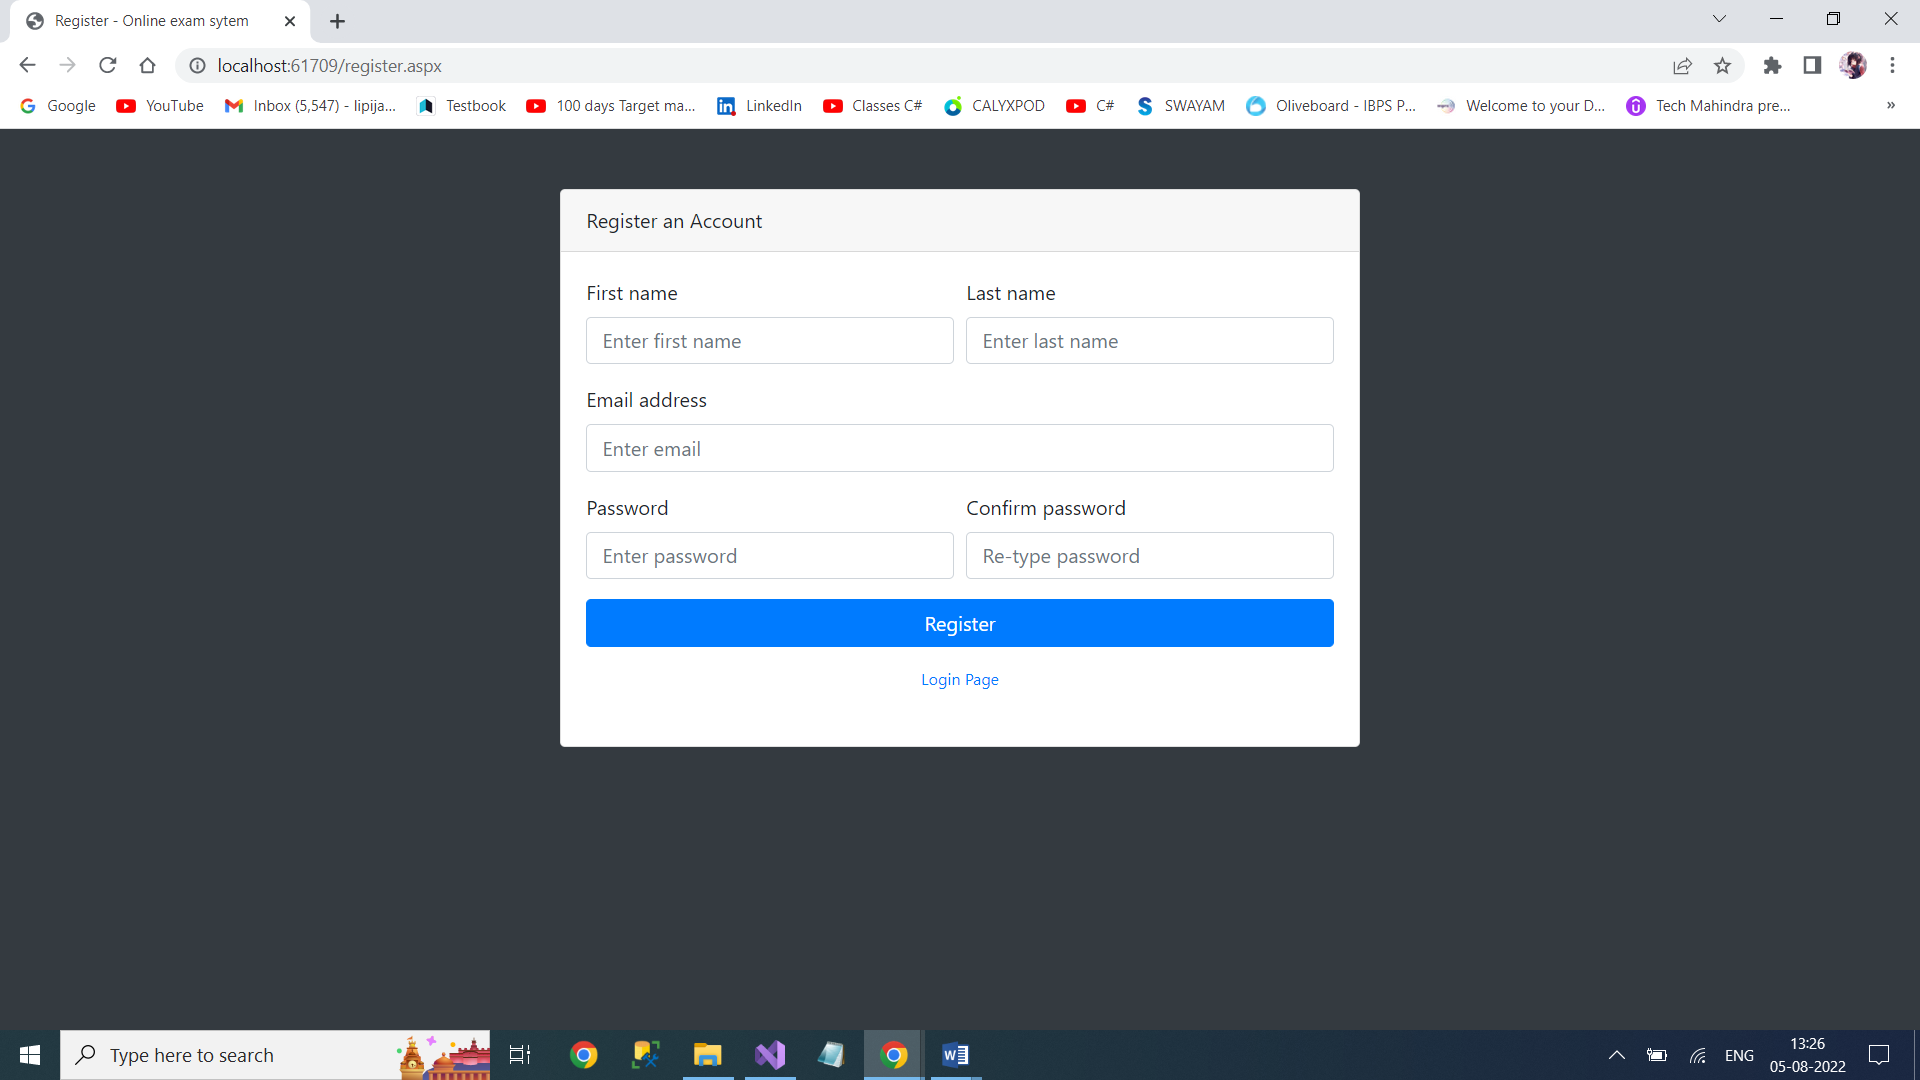 Register - Online exam sytem
localhost:61709/register.aspx
Google YouTube Inbox (5,547) - lipija... Testbook 100 days Target ma... LinkedIn Classes C# CALYXPOD C# SWAYAM Oliveboard - IBPS P... Welcome to your D... Tech Mahindra pre... »
Register an Account
First name Last name
Enter first name Enter last name
Email address
Enter email
Password Confirm password
Enter password Re-type password
Register
Login Page
Type here to search
ENG
13:26
05-08-2022